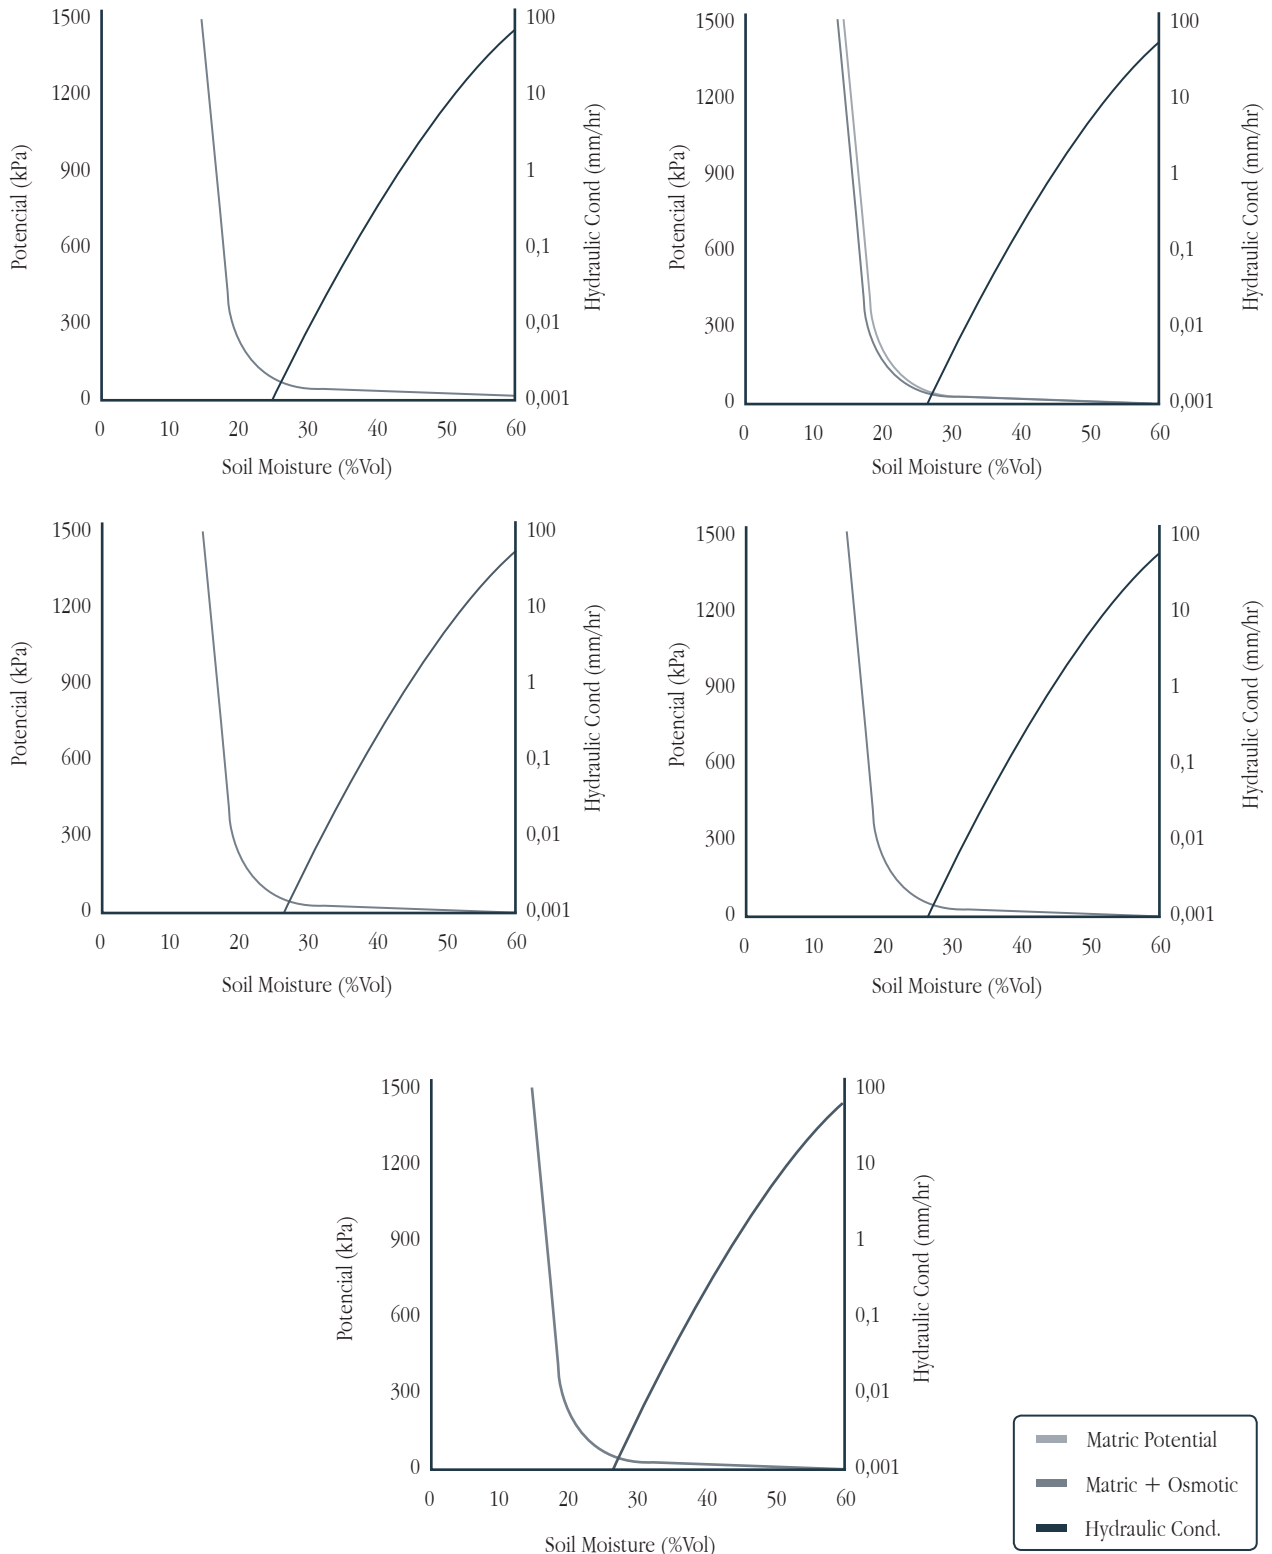 1500
1200
900
600
300
0
Potencial (kPa)
100
10
1
0,1
0,01
0,001
Hydraulic Cond (mm/hr)
0 10 20 30 40 50 60
Soil Moisture (%Vol)
1500
1200
900
600
300
0
Potencial (kPa)
100
10
1
0,1
0,01
0,001
Hydraulic Cond (mm/hr)
0 10 20 30 40 50 60
Soil Moisture (%Vol)
1500
1200
900
600
300
0
Potencial (kPa)
100
10
1
0,1
0,01
0,001
Hydraulic Cond (mm/hr)
0 10 20 30 40 50 60
Soil Moisture (%Vol)
1500
1200
900
600
300
0
Potencial (kPa)
100
10
1
0,1
0,01
0,001
Hydraulic Cond (mm/hr)
0 10 20 30 40 50 60
Soil Moisture (%Vol)
1500
1200
900
600
300
0
Potencial (kPa)
100
10
1
0,1
0,01
0,001
Hydraulic Cond (mm/hr)
0 10 20 30 40 50 60
Soil Moisture (%Vol)
Matric Potential
Matric + Osmotic
Hydraulic Cond.